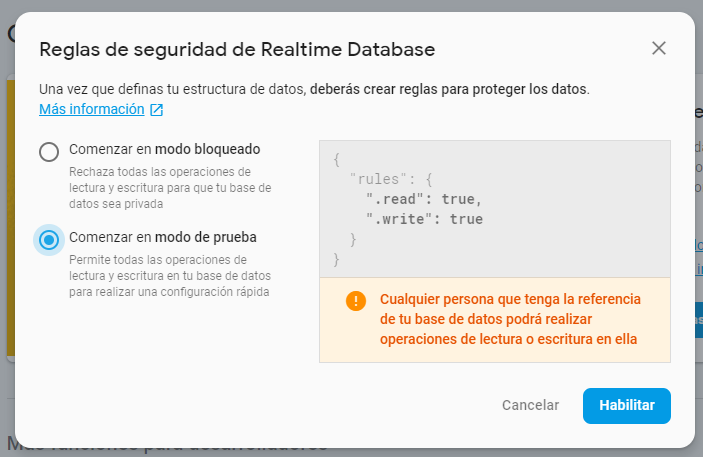 Reglas de seguridad de Realtime Database
Una vez que definas tu estructura de datos, deberás crear reglas para proteger los datos.
Más información
Comenzar en modo bloqueado
Rechaza todas las operaciones de
lectura y escritura para que tu base de
datos sea privada
Comenzar en modo de prueba
Permite todas las operaciones de
lectura y escritura en tu base de datos
para realizar una configuración rápida
{
"rules": {
".read": true,
".write": true
}
}
Cualquier persona que tenga la referencia
de tu base de datos podrá realizar
operaciones de lectura o escritura en ella
Cancelar
Habilitar
Más funciones para desarrolladores